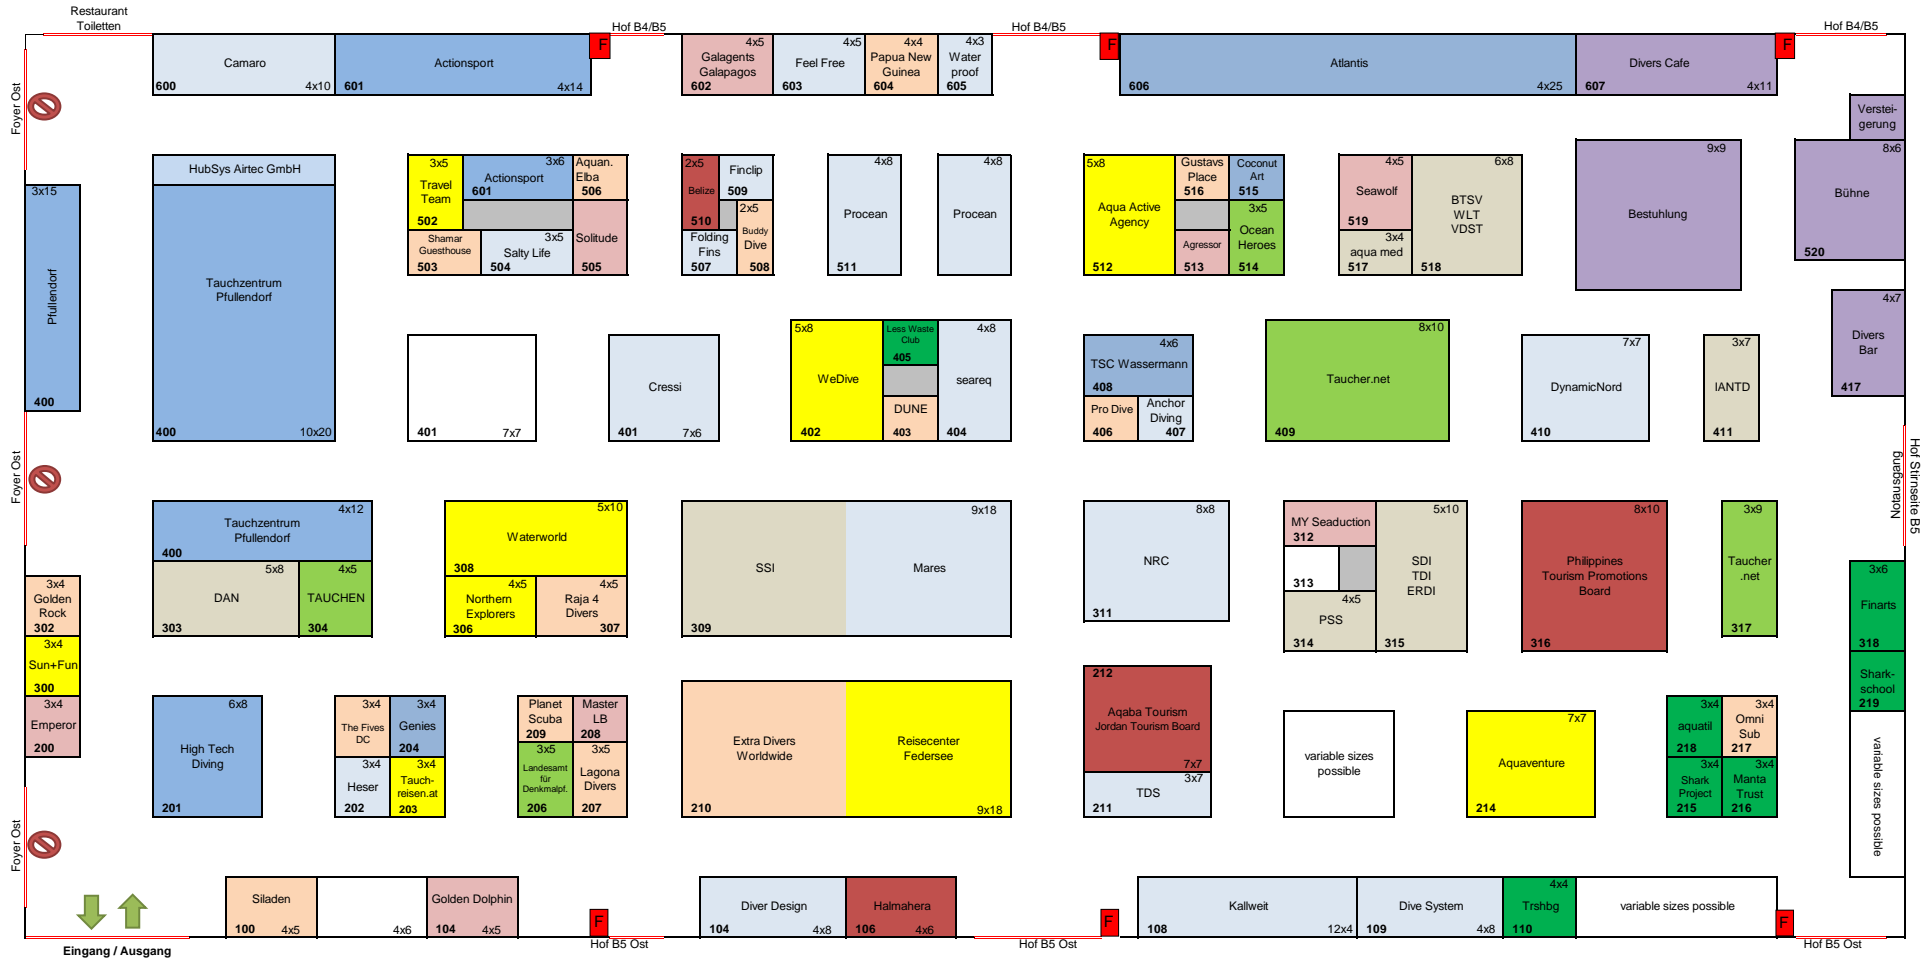 Restaurant
Toiletten
Hof B4/B5
Hof B4/B5
Hof B4/B5
Foyer Ost
Camaro
600
4x10
Actionsport
601
4x14
F
4x5
Galagents
Galapagos
602
4x5
Feel Free
603
4x4
Papua New
Guinea
604
4x3
Water
proof
605
F
Atlantis
606
4x25
Divers Cafe
607
4x11
F
Verstei-
gerung
3x15
Pfullendorf
400
HubSys Airtec GmbH
Tauchzentrum
Pfullendorf
400
10x20
3x5
Travel
Team
502
3x6
Actionsport
601
Aquan.
Elba
506
Shamar
Guesthouse
503
3x5
Salty Life
504
Solitude
505
2x5
Belize
510
Finclip
509
Folding
Fins
507
2x5
Buddy
Dive
508
4x8
Procean
511
4x8
Procean
5x8
Aqua Active
Agency
512
Gustavs
Place
516
Coconut
Art
515
Agressor
513
3x5
Ocean
Heroes
514
4x5
Seawolf
519
3x4
aqua med
517
6x8
BTSV
WLT
VDST
518
9x9
Bestuhlung
8x6
Bühne
520
4x7
Divers
Bar
417
401
7x7
Cressi
401
7x6
5x8
WeDive
402
Less Waste
Club
405
DUNE
403
4x8
seareq
404
4x6
TSC Wassermann
408
Pro Dive
406
Anchor
Diving
407
8x10
Taucher.net
409
7x7
DynamicNord
410
3x7
IANTD
411
Foyer Ost
Notausgang
Hof Stirnseite B5
4x12
Tauchzentrum
Pfullendorf
400
5x8
DAN
303
4x5
TAUCHEN
304
5x10
Waterworld
308
4x5
Northern
Explorers
306
4x5
Raja 4
Divers
307
SSI
309
9x18
Mares
8x8
NRC
311
MY Seaduction
312
313
4x5
PSS
314
5x10
SDI
TDI
ERDI
315
8x10
Philippines
Tourism Promotions
Board
316
3x9
Taucher
.net
317
3x6
Finarts
318
Shark-
school
219
variable sizes possible
3x4
Golden
Rock
302
3x4
Sun+Fun
300
3x4
Emperor
200
6x8
High Tech
Diving
201
3x4
The Fives
DC
3x4
Genies
204
3x4
Heser
202
3x4
Tauch-
reisen.at
203
Planet
Scuba
209
Master
LB
208
3x5
Landesamt
für
Denkmalpf.
206
3x5
Lagona
Divers
207
Extra Divers
Worldwide
210
Reisecenter
Federsee
9x18
212
Aqaba Tourism
Jordan Tourism Board
7x7
3x7
TDS
211
variable sizes
possible
7x7
Aquaventure
214
3x4
aquatil
218
3x4
Omni
Sub
217
3x4
Shark
Project
215
3x4
Manta
Trust
216
Foyer Ost
Eingang / Ausgang
Siladen
100
4x5
4x6
Golden Dolphin
104
4x5
F
Hof B5 Ost
Diver Design
104
4x8
Halmahera
106
4x6
F
Hof B5 Ost
Kallweit
108
12x4
Dive System
109
4x8
4x4
Trshbg
110
variable sizes possible
F
Hof B5 Ost